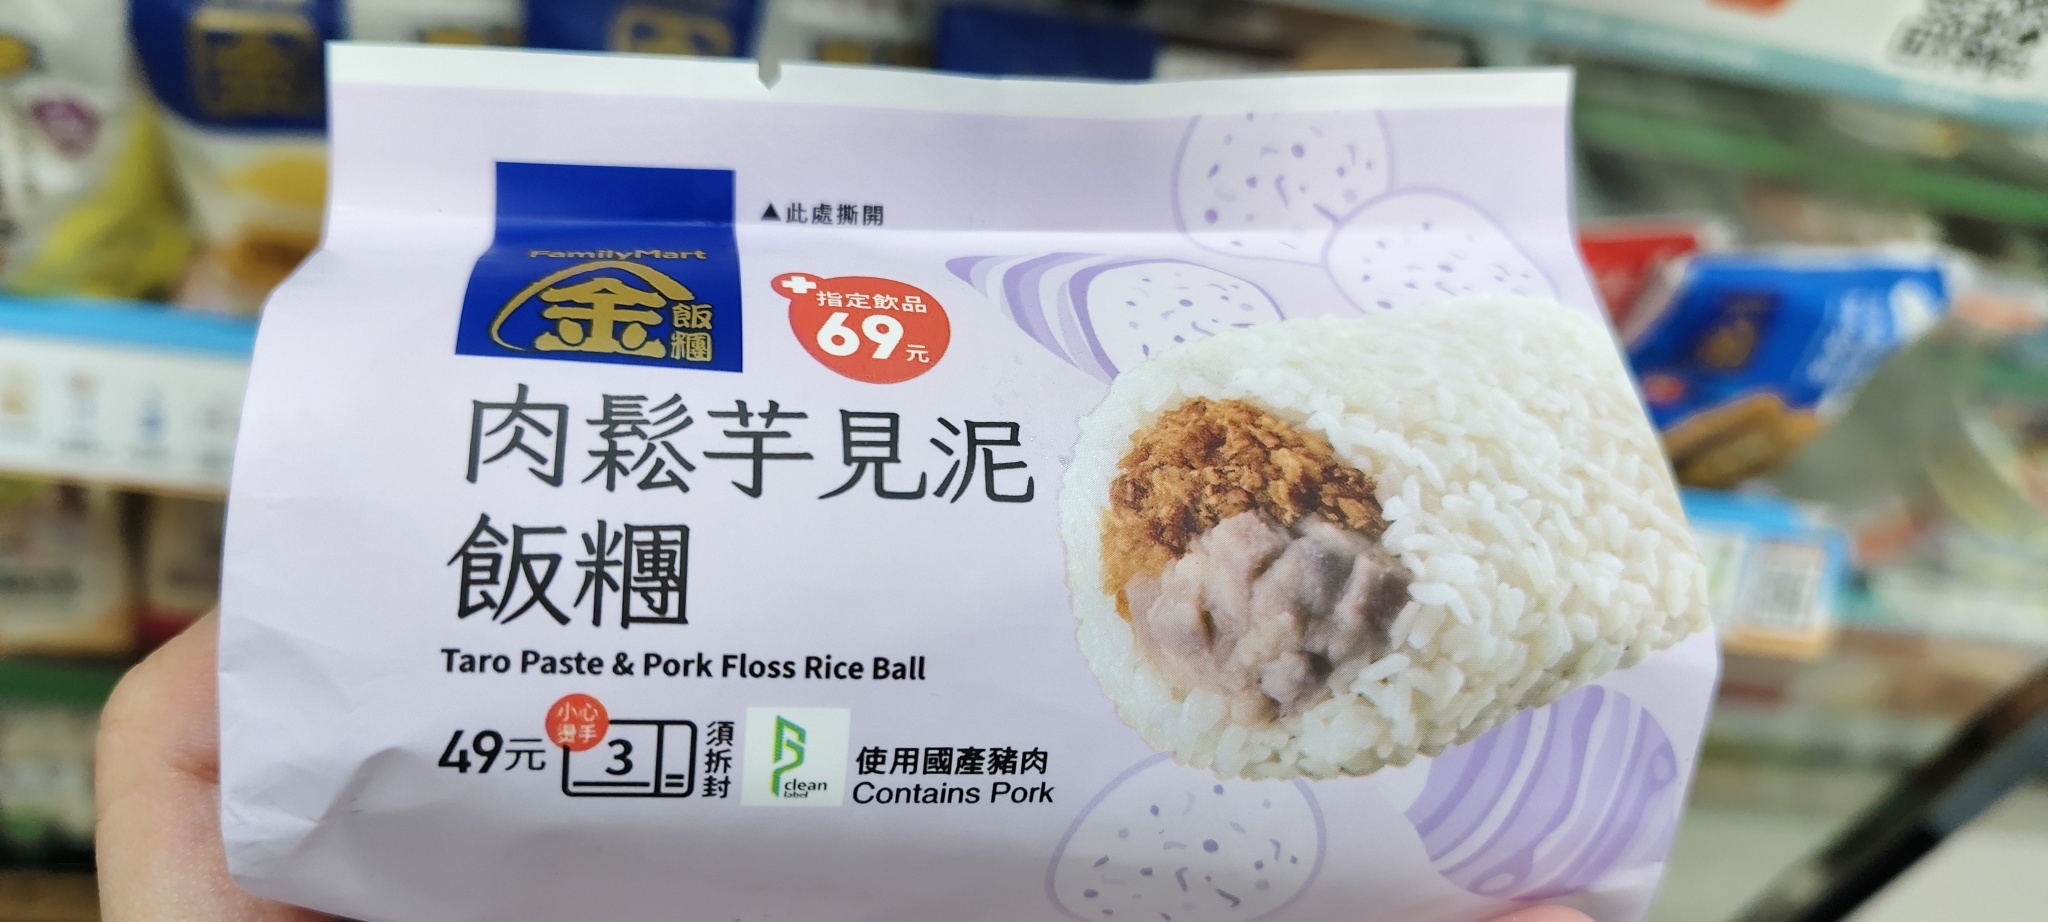 ▲此處撕開
FamilyMart
金飯糰
+指定飲品
69元
肉鬆芋見泥
飯糰
Taro Paste & Pork Floss Rice Ball
49元
小心
燙手
3
須拆封
clean
label
使用國產豬肉
Contains Pork